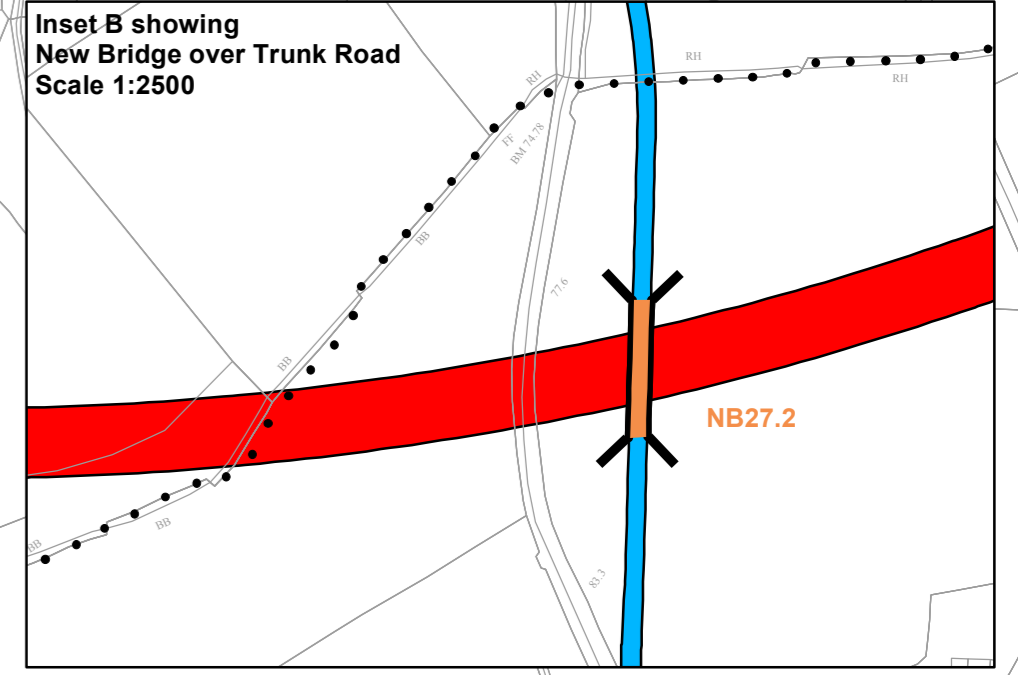 Inset B showing
New Bridge over Trunk Road
Scale 1:2500
RH
RH
RH
FF
BM 74.78
BB
77.6
BB
NB27.2
BB
BB
83.3